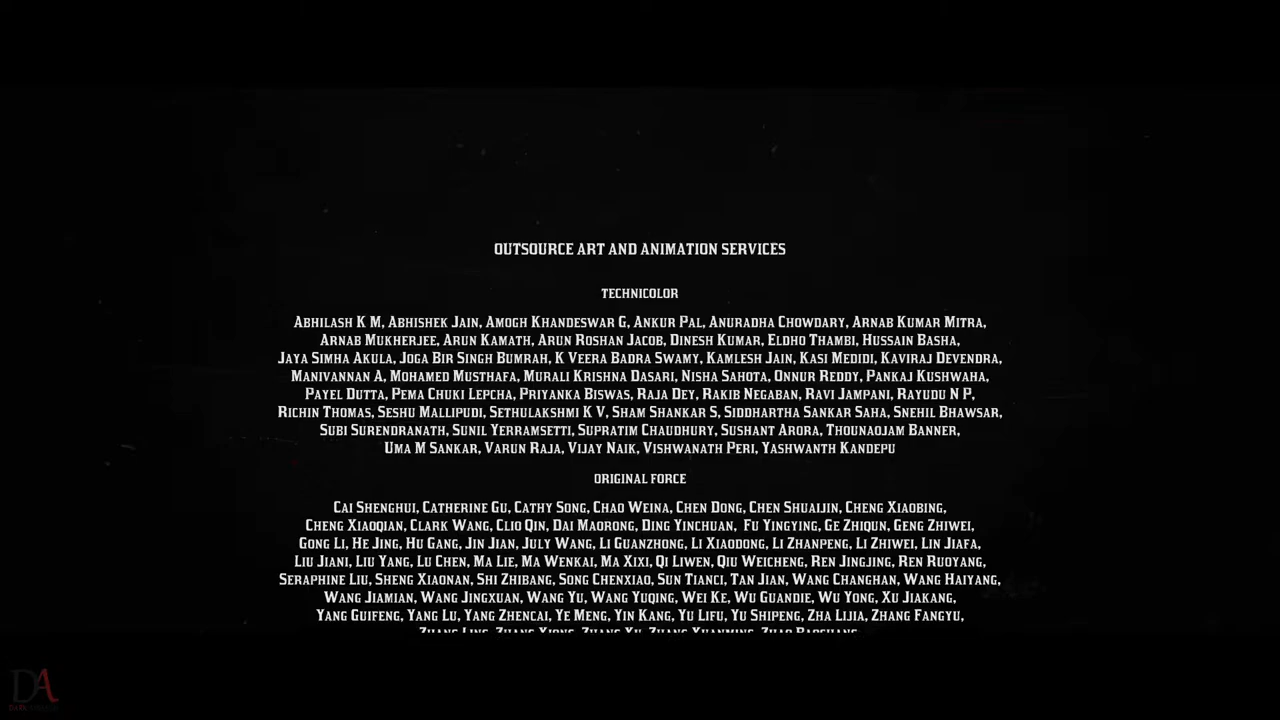 OUTSOURCE ART AND ANIMATION SERVICES
TECHNICOLOR
ABHILASH K M, ABHISHEK JAIN, AMOGH KHANDESWAR G, ANKUR PAL, ANURADHA CHOWDARY, ARNAB KUMAR MITRA,
ARNAB MUKHERJEE, ARUN KAMATH, ARUN ROSHAN JACOB, DINESH KUMAR, ELDHO THAMBI, HUSSAIN BASHA,
JAYA SIMHA AKULA, JOGA BIR SINGH BUMRAH, K VEERA BADRA SWAMY, KAMLESH JAIN, KASI MEDIDI, KAVIRAJ DEVENDRA,
MANIVANNAN A, MOHAMED MUSTHAFA, MURALI KRISHNA DASARI, NISHA SAHOTA, ONNUR REDDY, PANKAJ KUSHWAHA,
PAYEL DUTTA, PEMA CHUKI LEPCHA, PRIYANKA BISWAS, RAJA DEY, RAKIB NEGABAN, RAVI JAMPANI, RAYUDU N P,
RICHIN THOMAS, SESHU MALLIPUDI, SETHULAKSHMI K V, SHAM SHANKAR S, SIDDHARTHA SANKAR SAHA, SNEHIL BHAWSAR,
SUBI SURENDRANATH, SUNIL YERRAMSETTI, SUPRATIM CHAUDHURY, SUSHANT ARORA, THOUNAOJAM BANNER,
UMA M SANKAR, VARUN RAJA, VIJAY NAIK, VISHWANATH PERI, YASHWANTH KANDEPU
ORIGINAL FORCE
CAI SHENGHUI, CATHERINE GU, CATHY SONG, CHAO WEINA, CHEN DONG, CHEN SHUAIJIN, CHENG XIAOBING,
CHENG XIAOQIAN, CLARK WANG, CLIO QIN, DAI MAORONG, DING YINCHUAN, FU YINGYING, GE ZHIQUN, GENG ZHIWEI,
GONG LI, HE JING, HU GANG, JIN JIAN, JULY WANG, LI GUANZHONG, LI XIAODONG, LI ZHANPENG, LI ZHIWEI, LIN JIAFA,
LIU JIANI, LIU YANG, LU CHEN, MA LIE, MA WENKAI, MA XIXI, QI LIWEN, QIU WEICHENG, REN JINGJING, REN RUOYANG,
SERAPHINE LIU, SHENG XIAONAN, SHI ZHIBANG, SONG CHENXIAO, SUN TIANCI, TAN JIAN, WANG CHANGHAN, WANG HAIYANG,
WANG JIAMIAN, WANG JINGXUAN, WANG YU, WANG YUQING, WEI KE, WU GUANDIE, WU YONG, XU JIAKANG,
YANG GUIFENG, YANG LU, YANG ZHENCAI, YE MENG, YIN KANG, YU LIFU, YU SHIPENG, ZHA LIJIA, ZHANG FANGYU,
DA